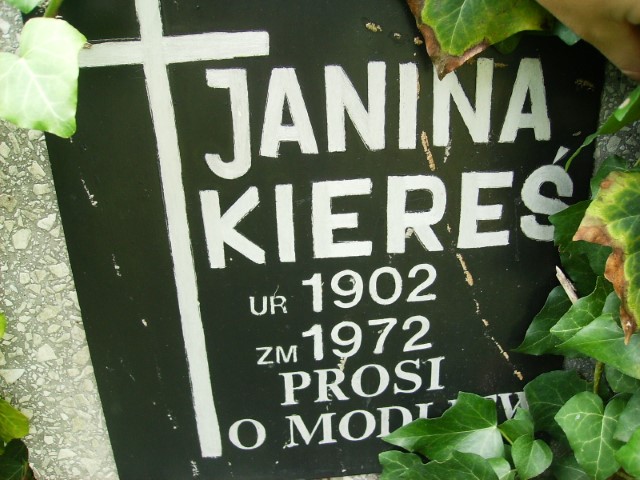 JANINA
KIEREŚ
UR 1902
ZM 1972
PROSI
O